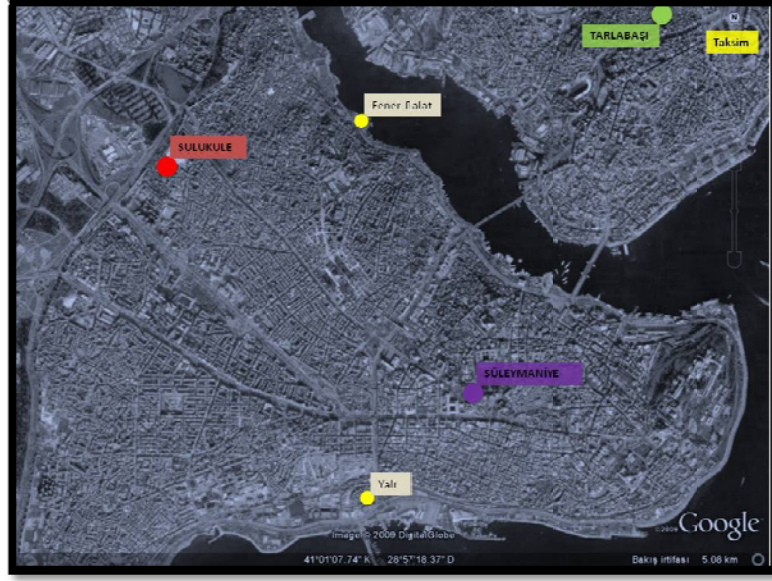 TARLABAŞI
N
Taksim
Fener Balat
SULUKULE
SÜLEYMANİYE
Yalı
Image © 2009 DigitalGlobe
©2009 Google
41°01'07.74" K 28°57'18.37" D
Bakış irtifası 5.08 km